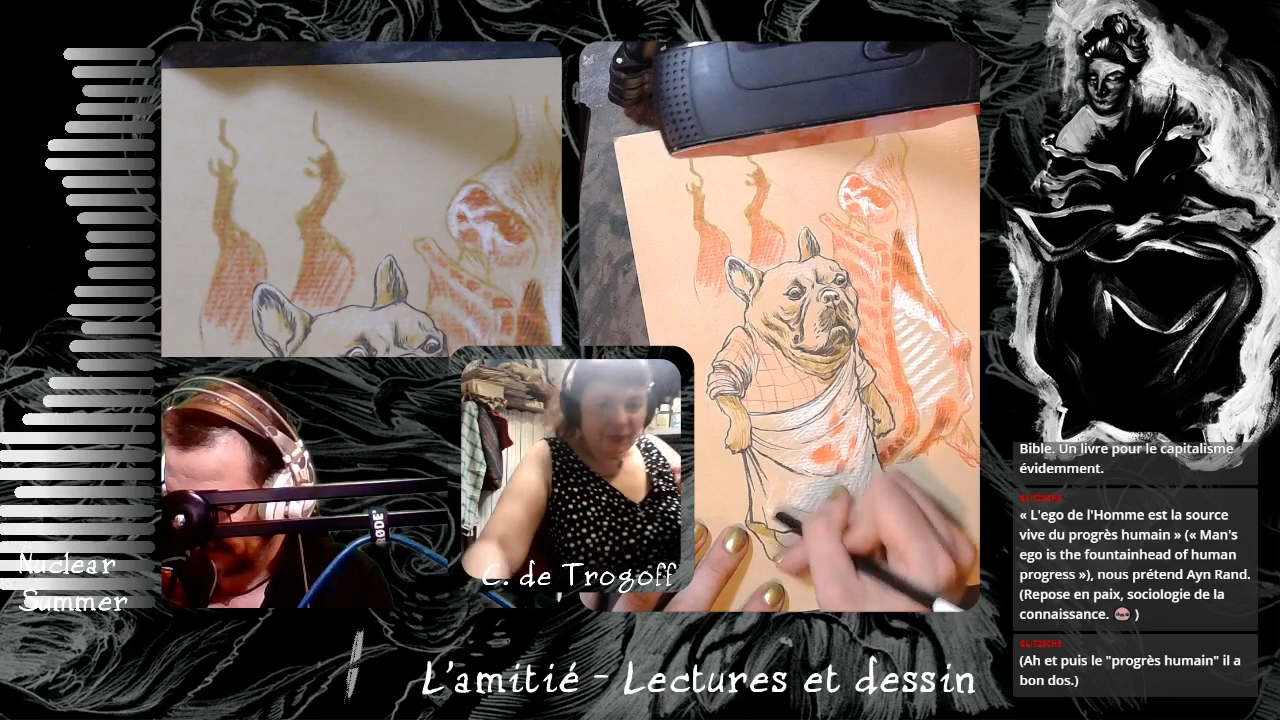 Nuclear
Summer
RØDE
C. de Trogoff
L'amitié - Lectures et dessin
Bible. Un livre pour le capitalisme
évidemment.
GLITZSCHE
« L'ego de l'Homme est la source
vive du progrès humain » (« Man's
ego is the fountainhead of human
progress »), nous prétend Ayn Rand.
(Repose en paix, sociologie de la
connaissance. )
GLITZSCHE
(Ah et puis le "progrès humain" il a
bon dos.)